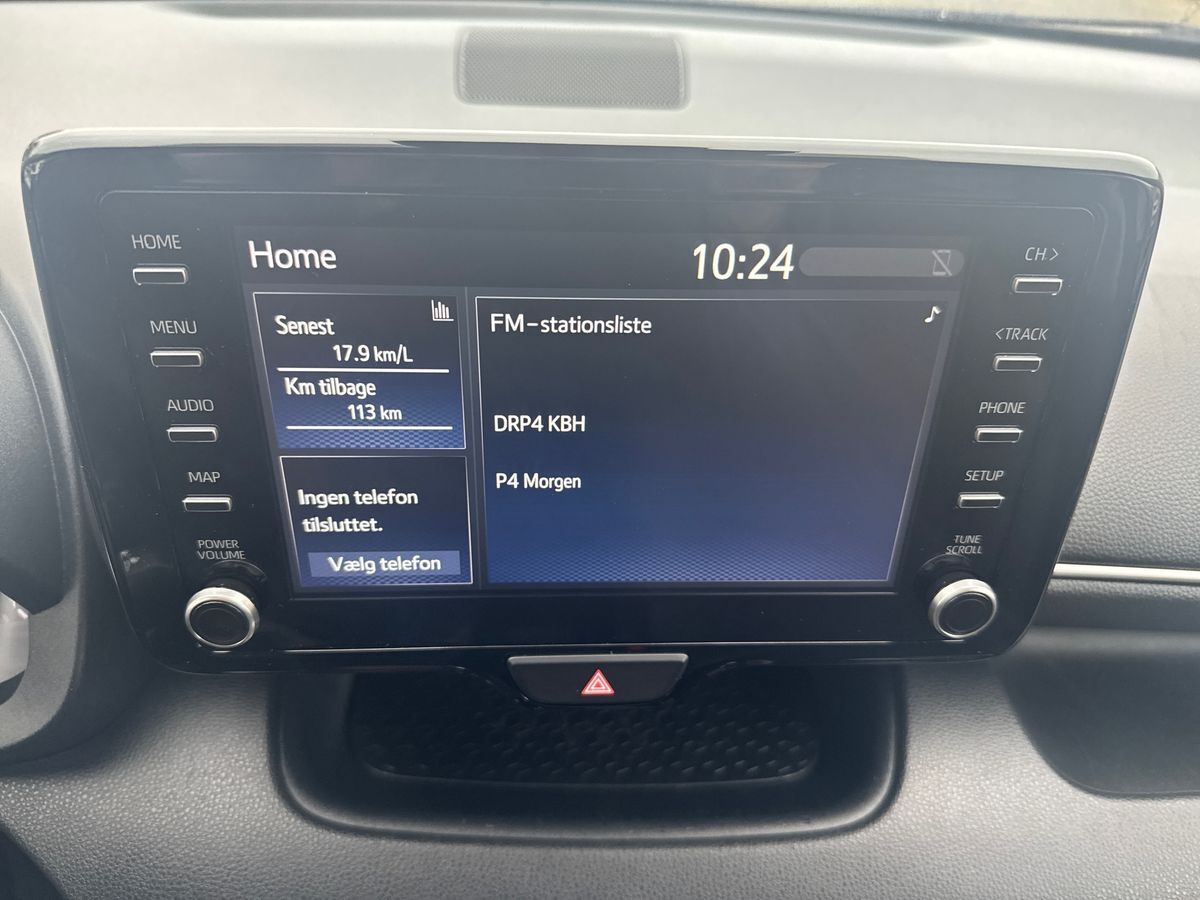 HOME
MENU
AUDIO
MAP
POWER
VOLUME
Home
10:24
Senest
17.9 km/L
Km tilbage
113 km
Ingen telefon
tilsluttet.
Vælg telefon
FM-stationsliste
DRP4 KBH
P4 Morgen
CH >
< TRACK
PHONE
SETUP
TUNE
SCROLL